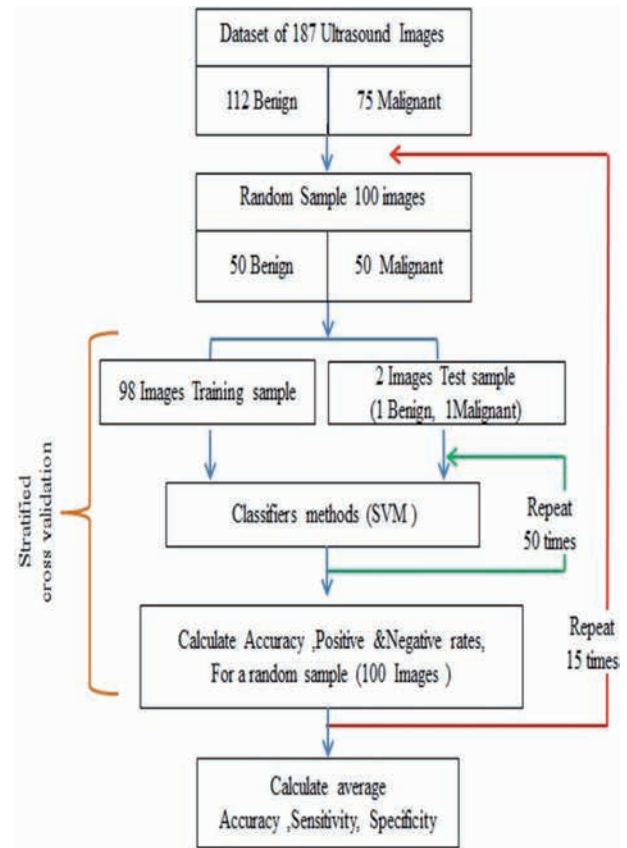 Dataset of 187 Ultrasound Images
112 Benign
75 Malignant
Random Sample 100 images
50 Benign
50 Malignant
98 Images Training sample
2 Images Test sample
(1 Benign, 1Malignant)
Stratified
cross validation
Classifiers methods (SVM )
Repeat
50 times
Calculate Accuracy ,Positive &Negative rates,
For a random sample (100 Images )
Repeat
15 times
Calculate average
Accuracy ,Sensitivity, Specificity